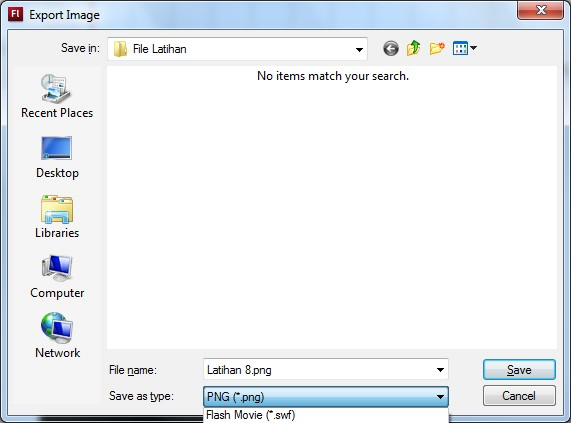 Fl Export Image
Save in: File Latihan
No items match your search.
Recent Places
Desktop
Libraries
Computer
Network
File name: Latihan 8.png Save
Save as type: PNG (*.png) Cancel
Flash Movie (*.swf)